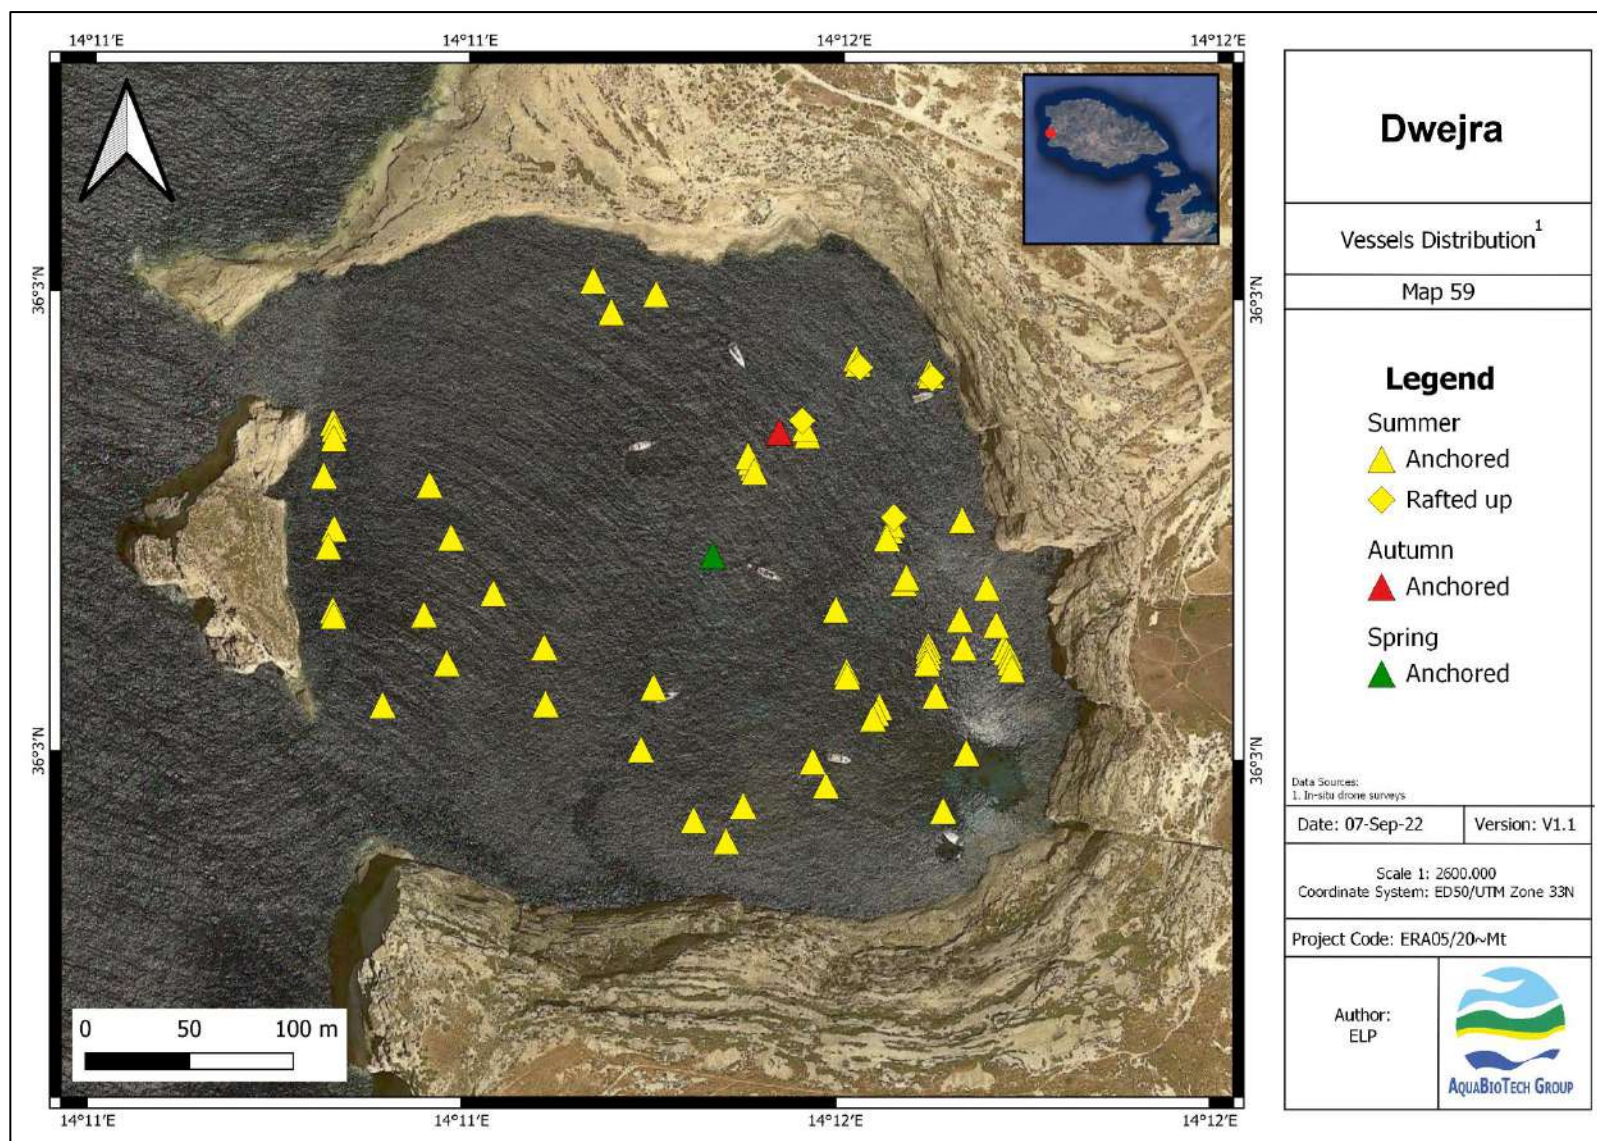 14°11'E 14°11'E 14°12'E 14°12'E
36°3'N 36°3'N
36°3'N 36°3'N
0 50 100 m
14°11'E 14°11'E 14°12'E 14°12'E
Dwejra
Vessels Distribution¹
Map 59
Legend
Summer
Anchored
Rafted up
Autumn
Anchored
Spring
Anchored
Data Sources:
1. In-situ drone surveys
Date: 07-Sep-22 Version: V1.1
Scale 1: 2600.000
Coordinate System: ED50/UTM Zone 33N
Project Code: ERA05/20~Mt
Author:
ELP
AQUABIOTECH GROUP